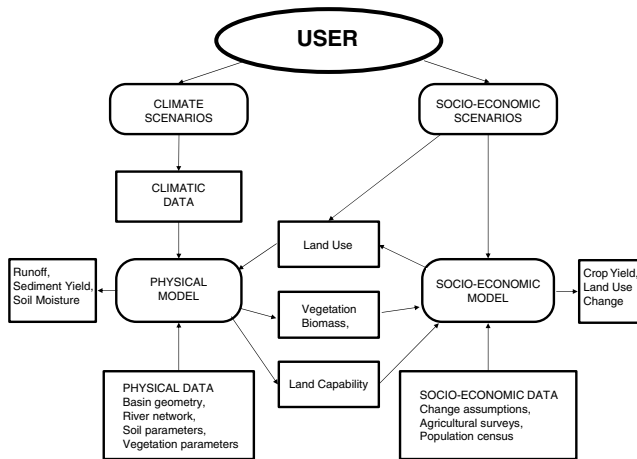 USER
CLIMATE
SCENARIOS
SOCIO-ECONOMIC
SCENARIOS
CLIMATIC
DATA
Land Use
Runoff,
Sediment Yield,
Soil Moisture
PHYSICAL
MODEL
SOCIO-ECONOMIC
MODEL
Crop Yield,
Land Use
Change
Vegetation
Biomass,
Land Capability
PHYSICAL DATA
Basin geometry,
River network,
Soil parameters,
Vegetation parameters
SOCIO-ECONOMIC DATA
Change assumptions,
Agricultural surveys,
Population census